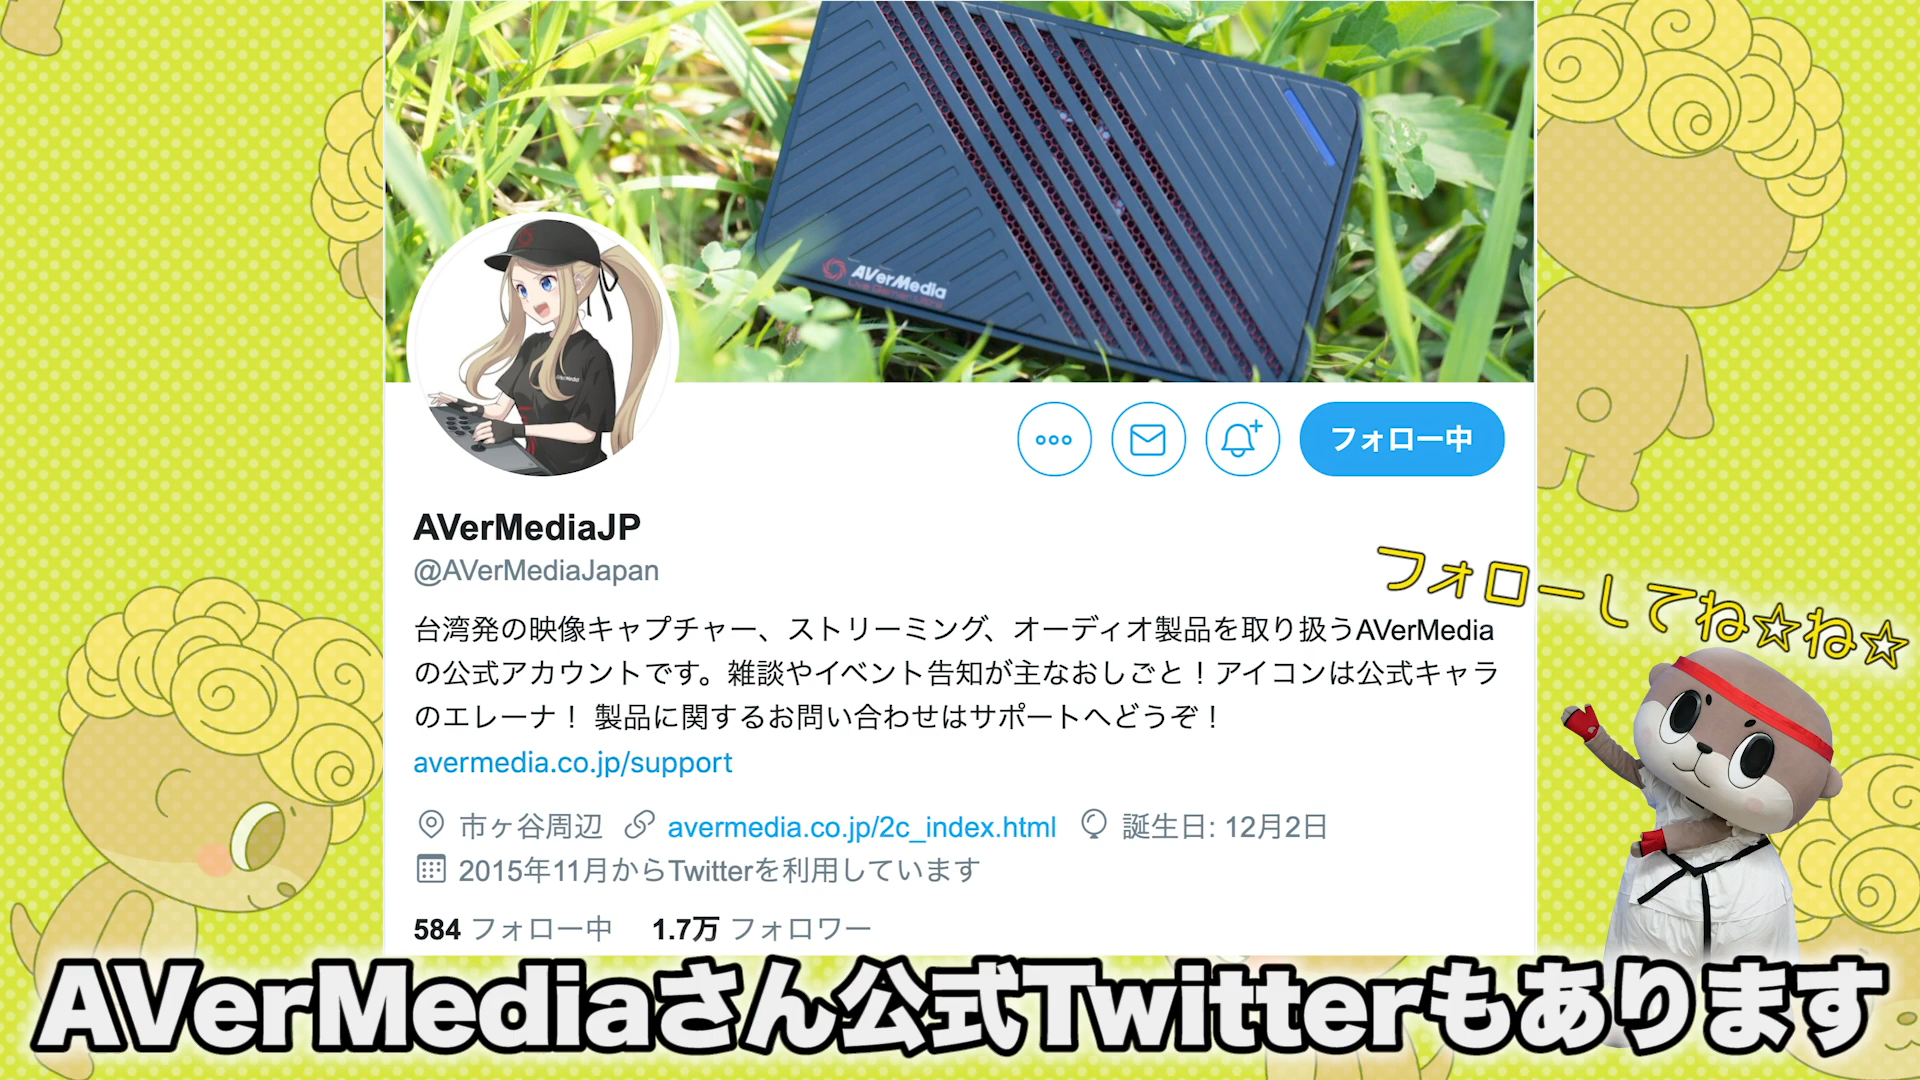 AVerMedia
Live Gamer Ultra
フォロー中
AVerMediaJP
@AVerMediaJapan
フォローしてね☆ね☆
台湾発の映像キャプチャー、ストリーミング、オーディオ製品を取り扱うAVerMedia
の公式アカウントです。雑談やイベント告知が主なおしごと！アイコンは公式キャラ
のエレーナ！ 製品に関するお問い合わせはサポートへどうぞ！
avermedia.co.jp/support
市ヶ谷周辺 avermedia.co.jp/2c_index.html 誕生日: 12月2日
2015年11月からTwitterを利用しています
584 フォロー中 1.7万 フォロワー
AVerMediaさん公式Twitterもあります